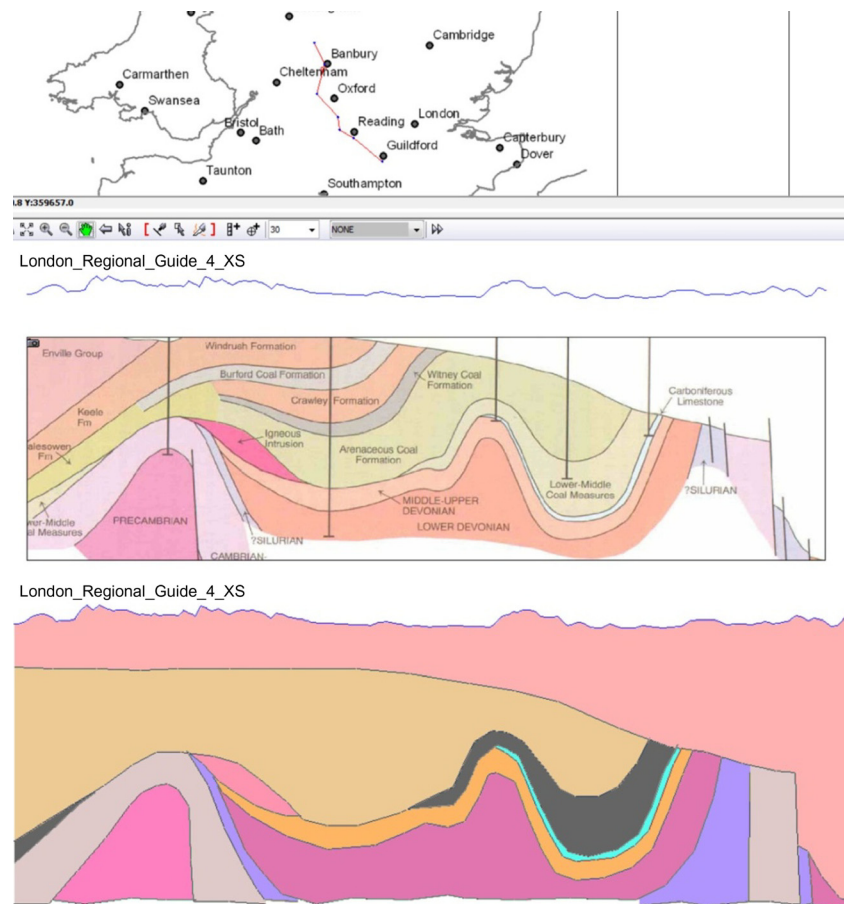 Cambridge
Banbury
Cheltenham
Carmarthen
Oxford
Swansea
London
Bristol
Reading
Bath
Canterbury
Guildford
Dover
Taunton
Southampton
.8 Y:359657.0
30
NONE
London_Regional_Guide_4_XS
Windrush Formation
Enville Group
Witney Coal
Formation
Burford Coal Formation
Carboniferous
Limestone
Crawley Formation
Keele
Fm
Igneous
Intrusion
alesowen
Fm
Arenaceous Coal
Formation
Lower-Middle
Coal Measures
?SILURIAN
MIDDLE-UPPER
DEVONIAN
wer-Middle
al Measures
PRECAMBRIAN
LOWER DEVONIAN
?SILURIAN
CAMBRIAN-
London_Regional_Guide_4_XS